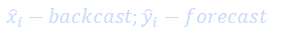 x̂ᵢ − backcast; ŷᵢ − forecast